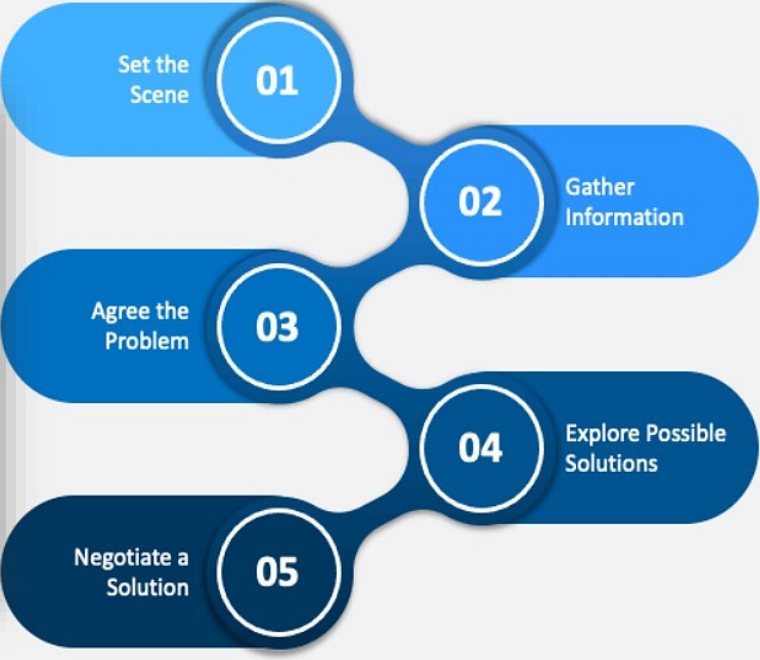 Set the
Scene
01
02
Gather
Information
Agree the
Problem
03
04
Explore Possible
Solutions
Negotiate a
Solution
05